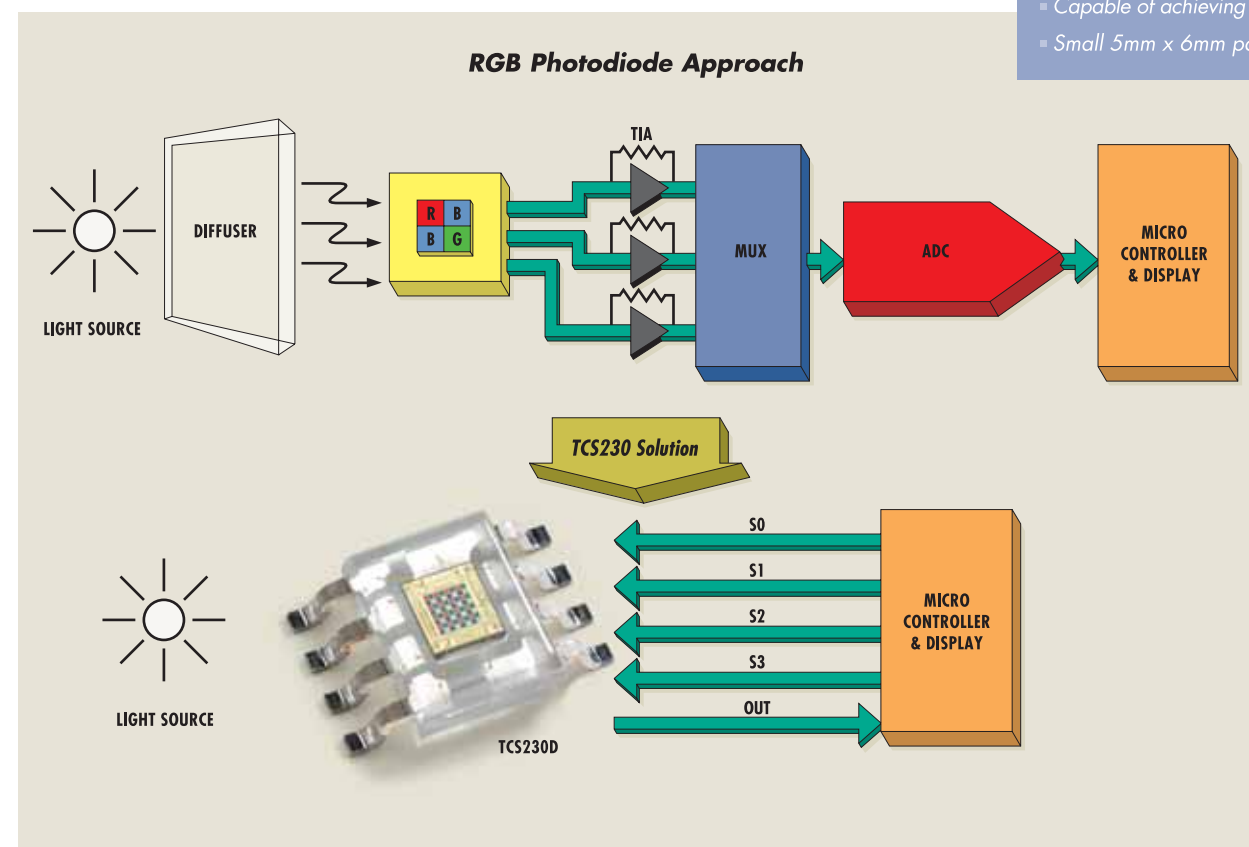 Capable of achieving
Small 5mm x 6mm
RGB Photodiode Approach
TIA
LIGHT SOURCE
DIFFUSER
R B
B G
MUX
ADC
MICRO
CONTROLLER
& DISPLAY
TCS230 Solution
LIGHT SOURCE
TCS230D
S0
S1
S2
S3
OUT
MICRO
CONTROLLER
& DISPLAY